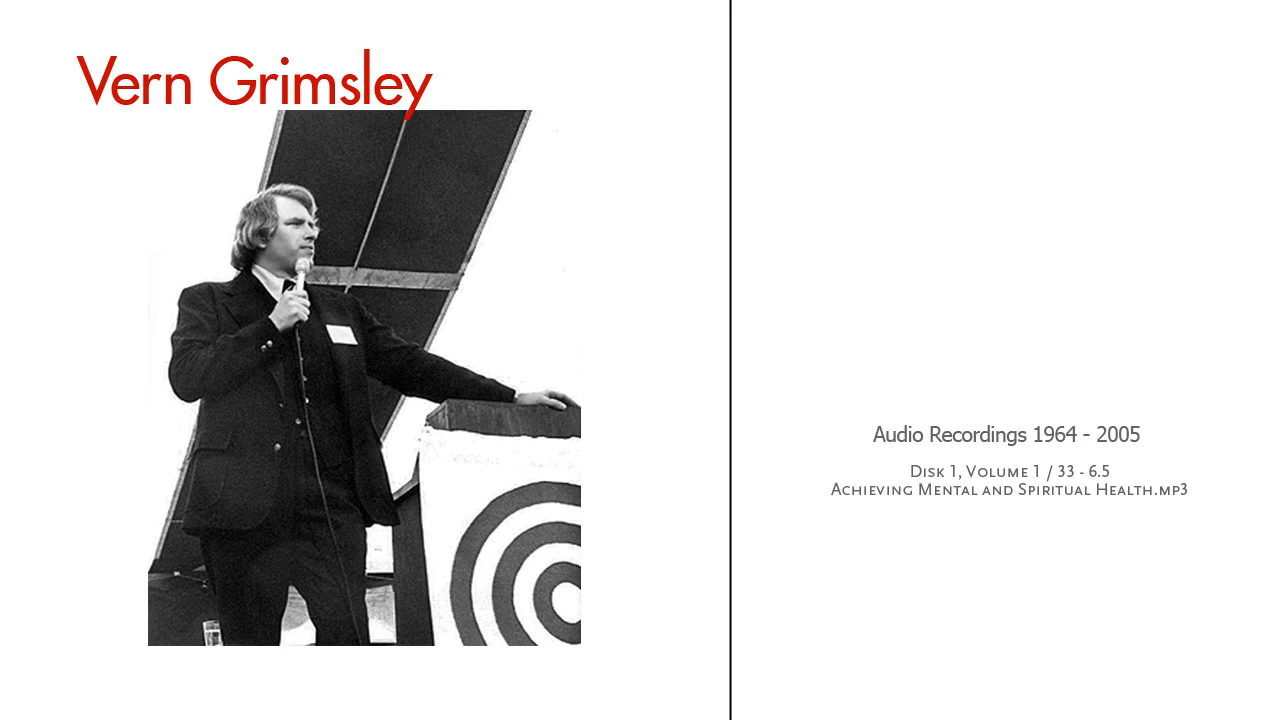 Vern Grimsley
Audio Recordings 1964 - 2005
Disk 1, Volume 1 / 33 - 6.5
Achieving Mental and Spiritual Health.mp3